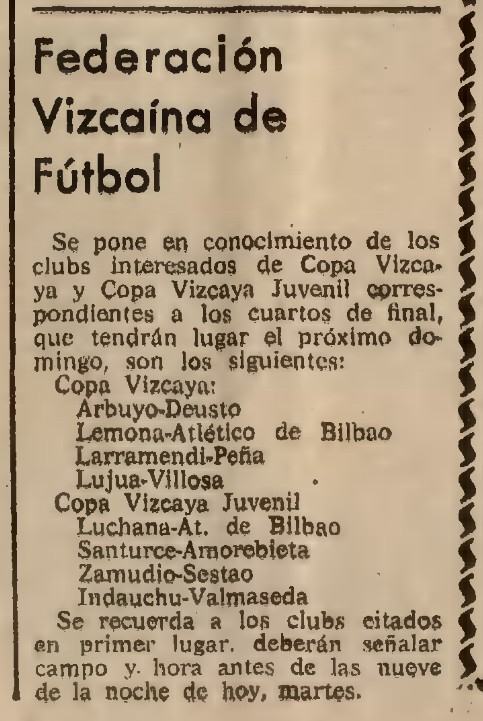 Federación
Vizcaína de
Fútbol
Se pone en conocimiento de los
clubs interesados de Copa Vizca-
ya y Copa Vizcaya Juvenil corres-
pondientes a los cuartos de final,
que tendrán lugar el próximo do-
mingo, son los siguientes:
Copa Vizcaya:
Arbuyo-Deusto
Lemona-Atlético de Bilbao
Larramendi-Peña
Lujua-Villosa
Copa Vizcaya Juvenil
Luchana-At. de Bilbao
Santurce-Amorebieta
Zamudio-Sestao
Indauchu-Valmaseda
Se recuerda a los clubs citados
en primer lugar. deberán señalar
campo y. hora antes de las nueve
de la noche de hoy, martes.